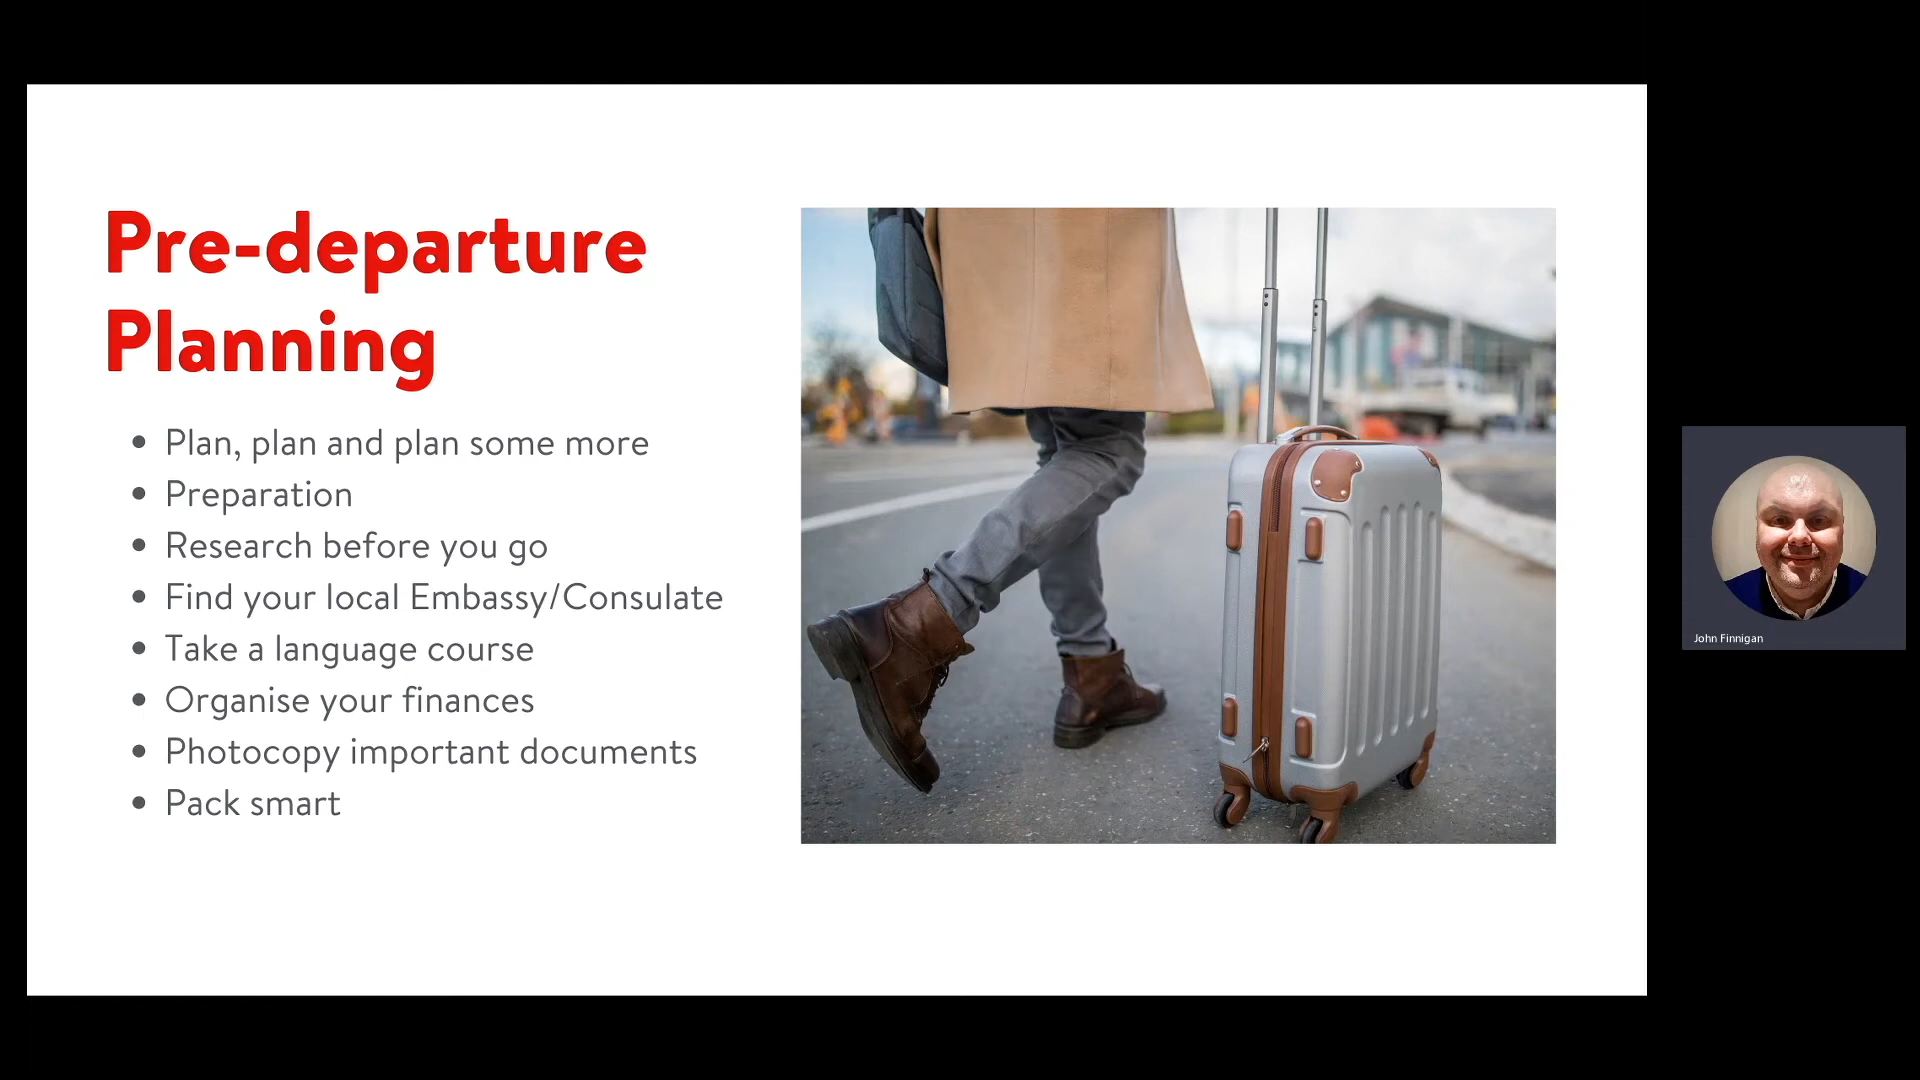 Pre-departure
Planning
Plan, plan and plan some more
Preparation
Research before you go
Find your local Embassy/Consulate
Take a language course
Organise your finances
Photocopy important documents
Pack smart
John Finnigan